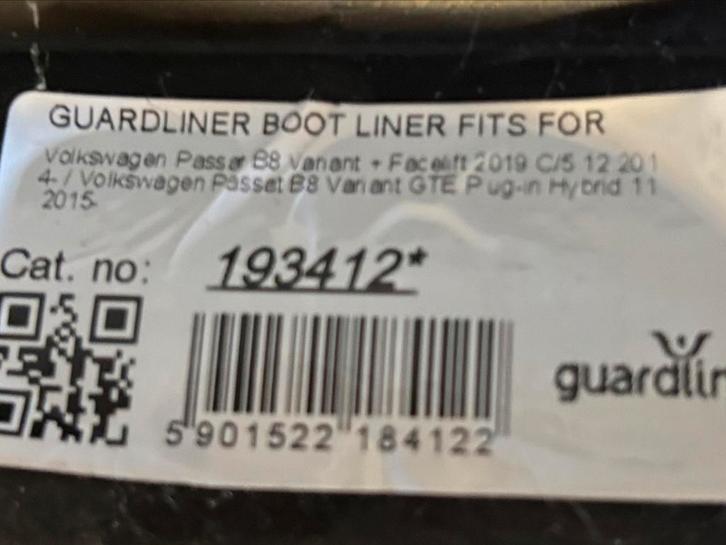 GUARDLINER BOOT LINER FITS FOR
Volkswagen Passat B8 Variant + Facelift 2019 C/5 12 201
4- / Volkswagen Passat B8 Variant GTE Plug-in Hybrid 11
2015-
Cat. no: 193412*
guardlin
5 901522 184122